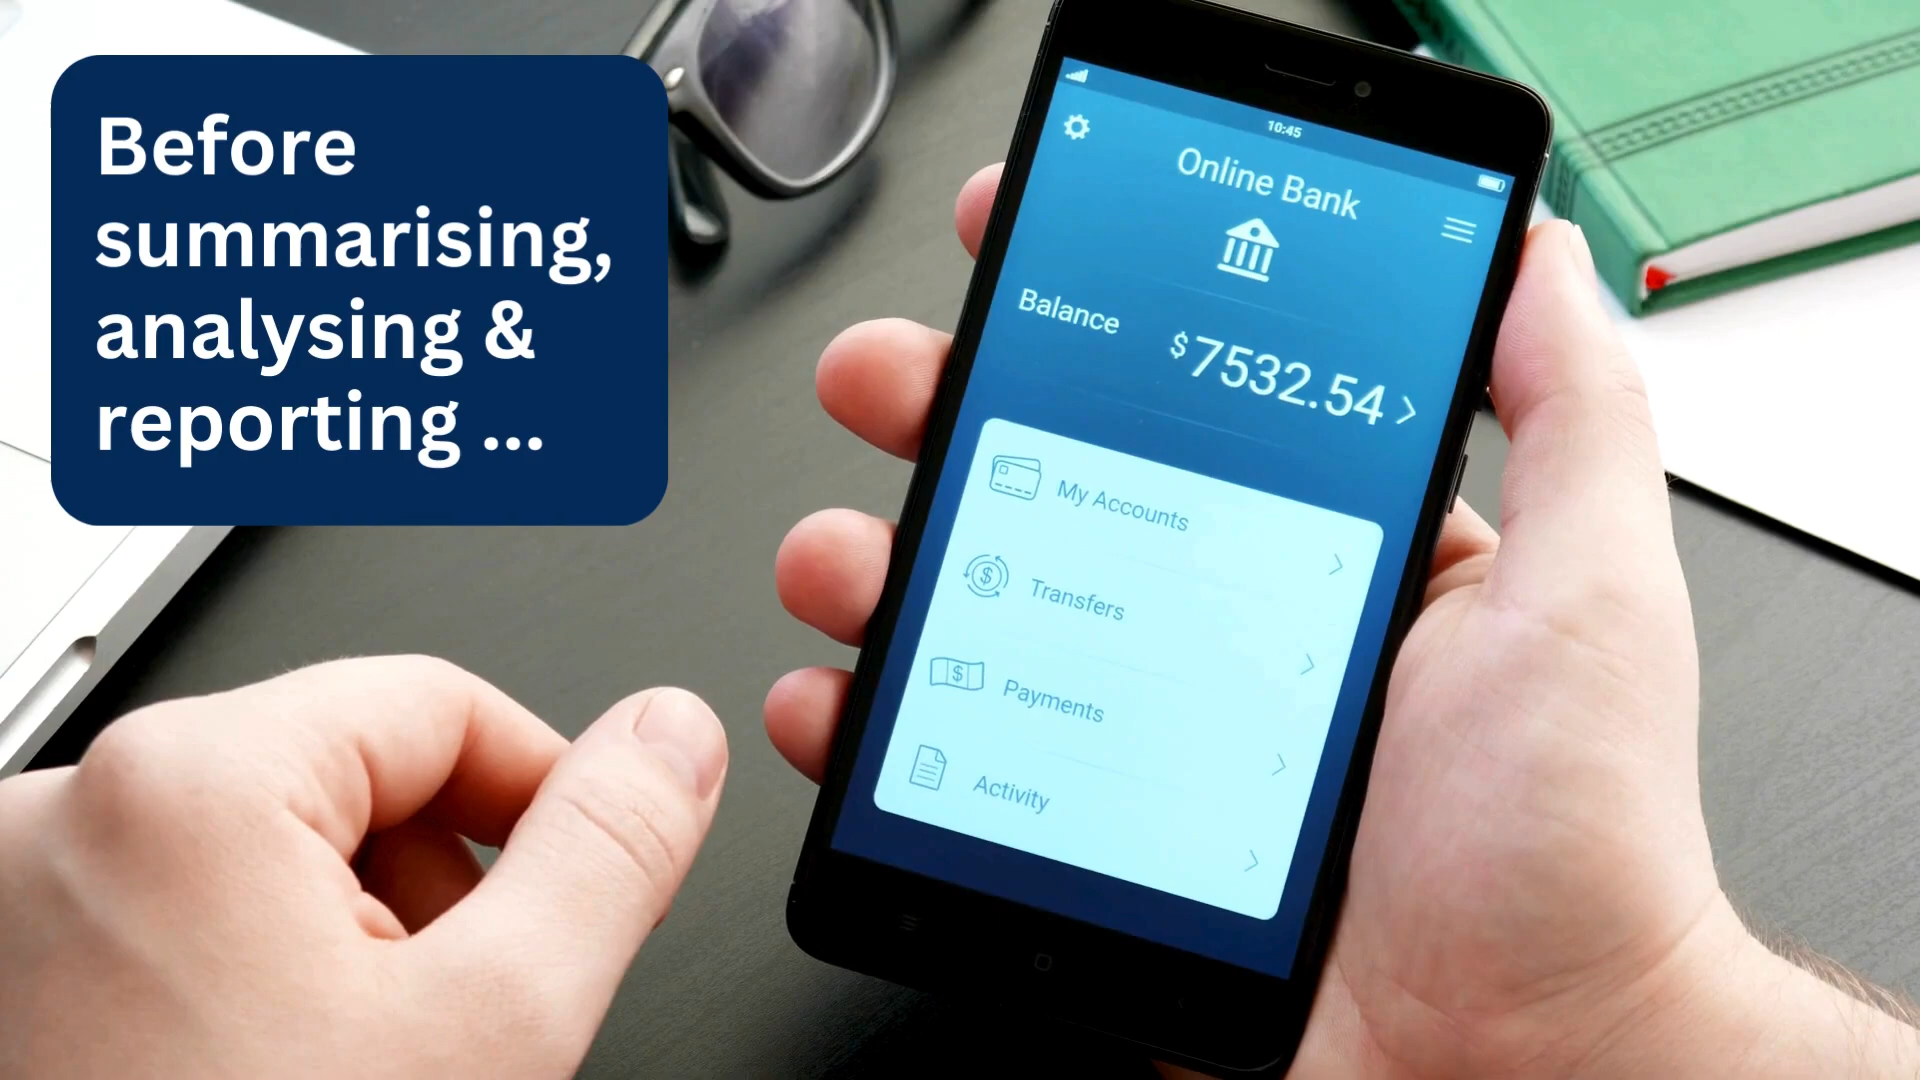 Before
summarising,
analysing &
reporting ...
10:45
Online Bank
Balance
$7532.54
My Accounts
$
Transfers
$
Payments
Activity